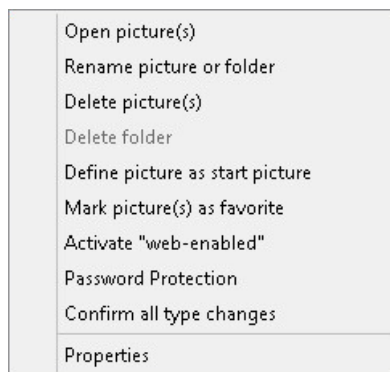 Open picture(s)
Rename picture or folder
Delete picture(s)
Delete folder
Define picture as start picture
Mark picture(s) as favorite
Activate "web-enabled"
Password Protection
Confirm all type changes
Properties